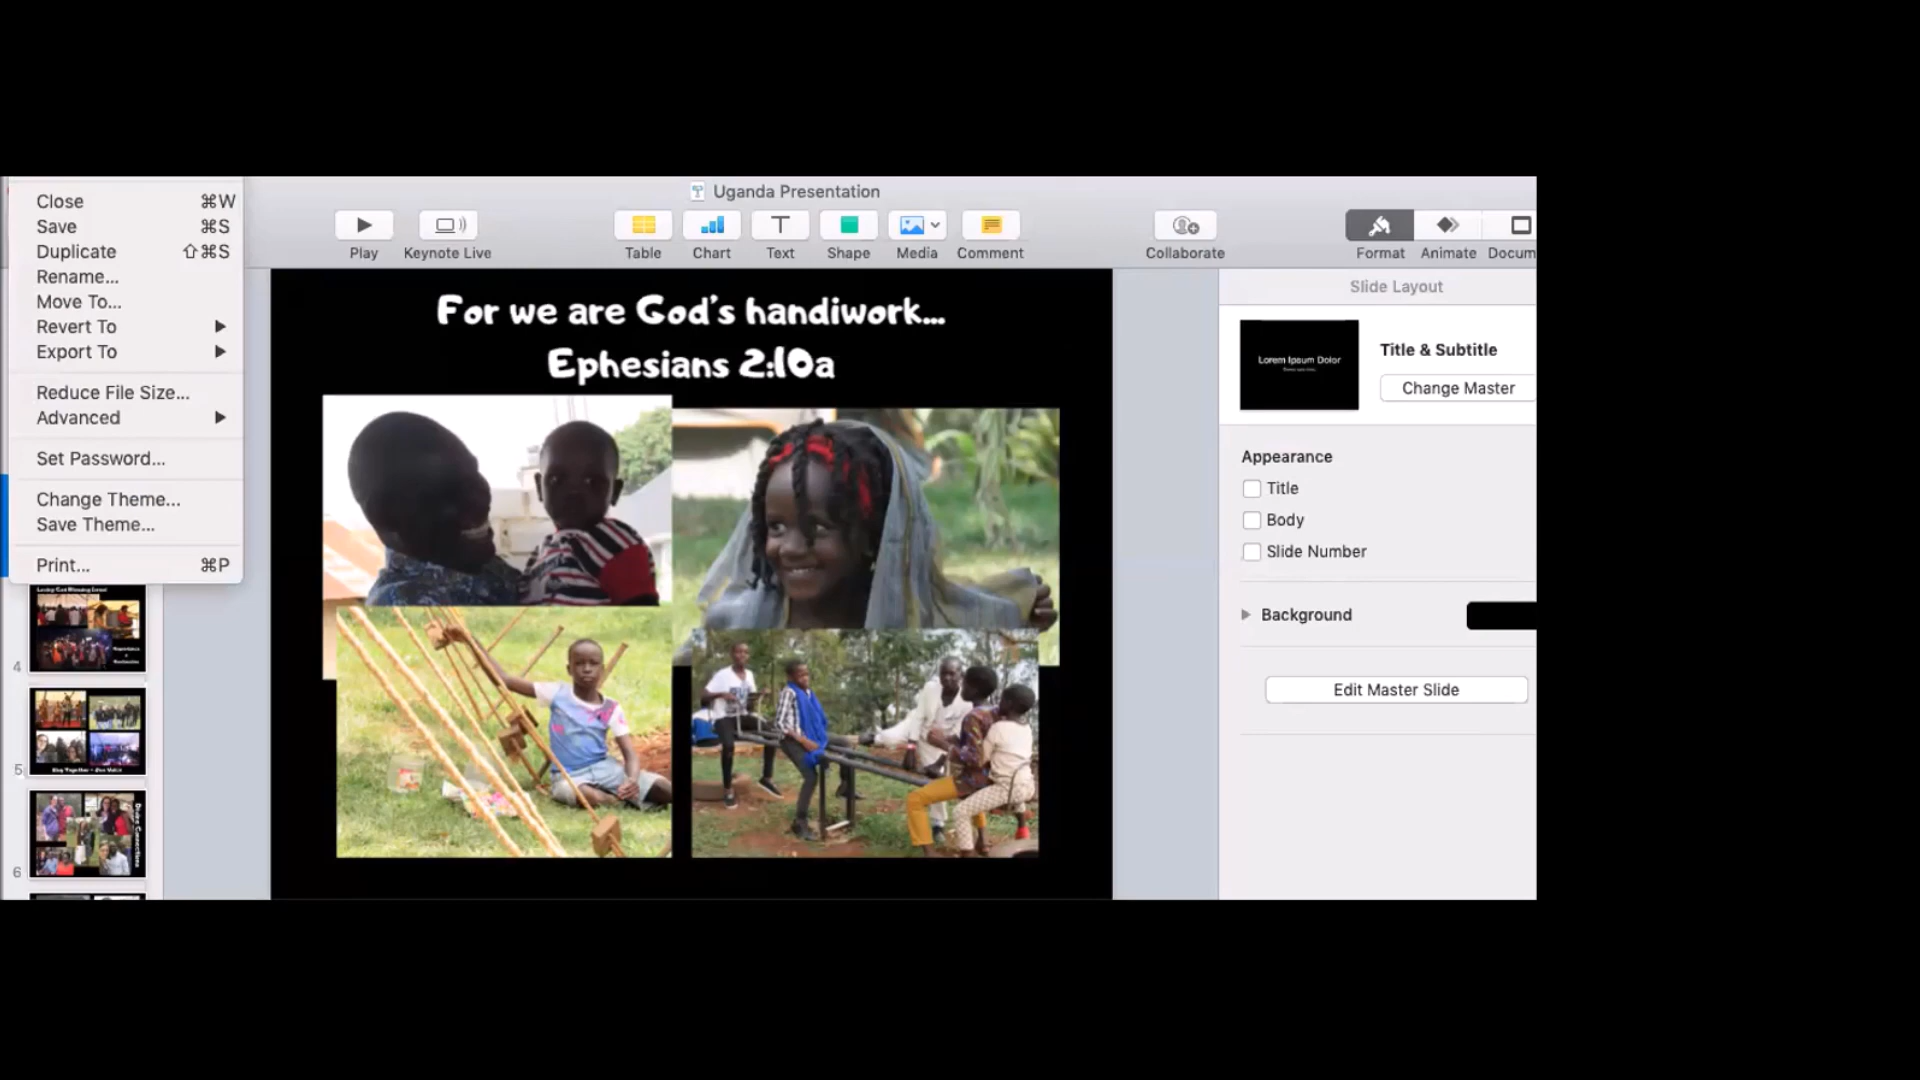 Uganda Presentation
Close ⌘W
Save ⌘S
Duplicate ⇧⌘S
Rename...
Move To...
Revert To
Export To
Reduce File Size...
Advanced
Set Password...
Change Theme...
Save Theme...
Print... ⌘P
Play
Keynote Live
Table
Chart
Text
Shape
Media
Comment
Collaborate
Format
Animate
Docum
4
5
6
Divine Connections
For we are God's handiwork...
Ephesians 2:10a
Slide Layout
Lorem Ipsum Dolor
Title & Subtitle
Change Master
Appearance
Title
Body
Slide Number
Background
Edit Master Slide